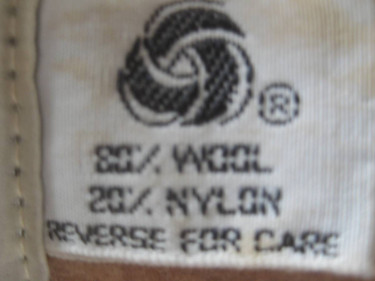 ®
80% WOOL
20% NYLON
REVERSE FOR CARE